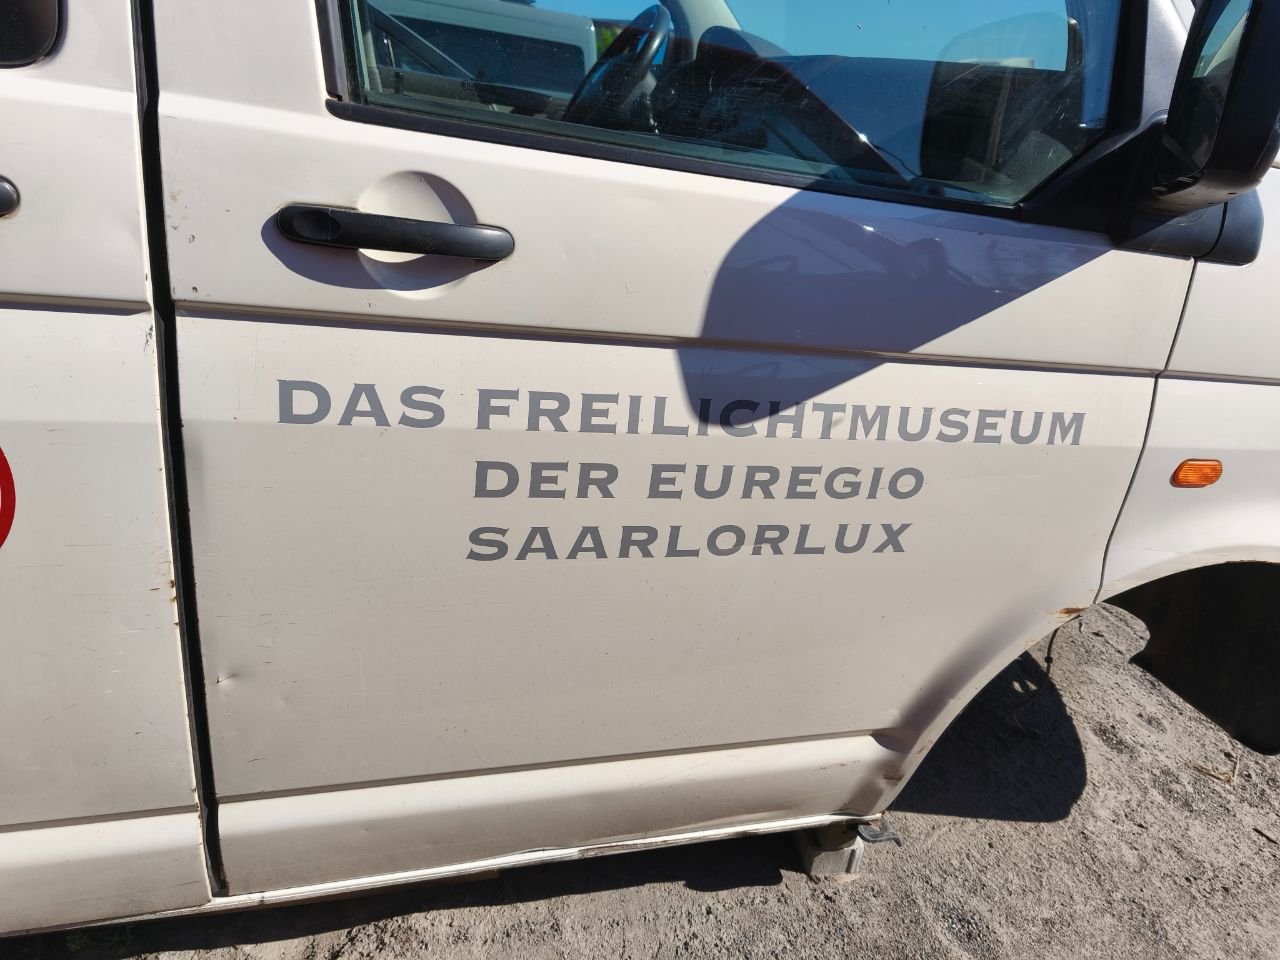 DAS FREILICHTMUSEUM
DER EUREGIO
SAARLORLUX